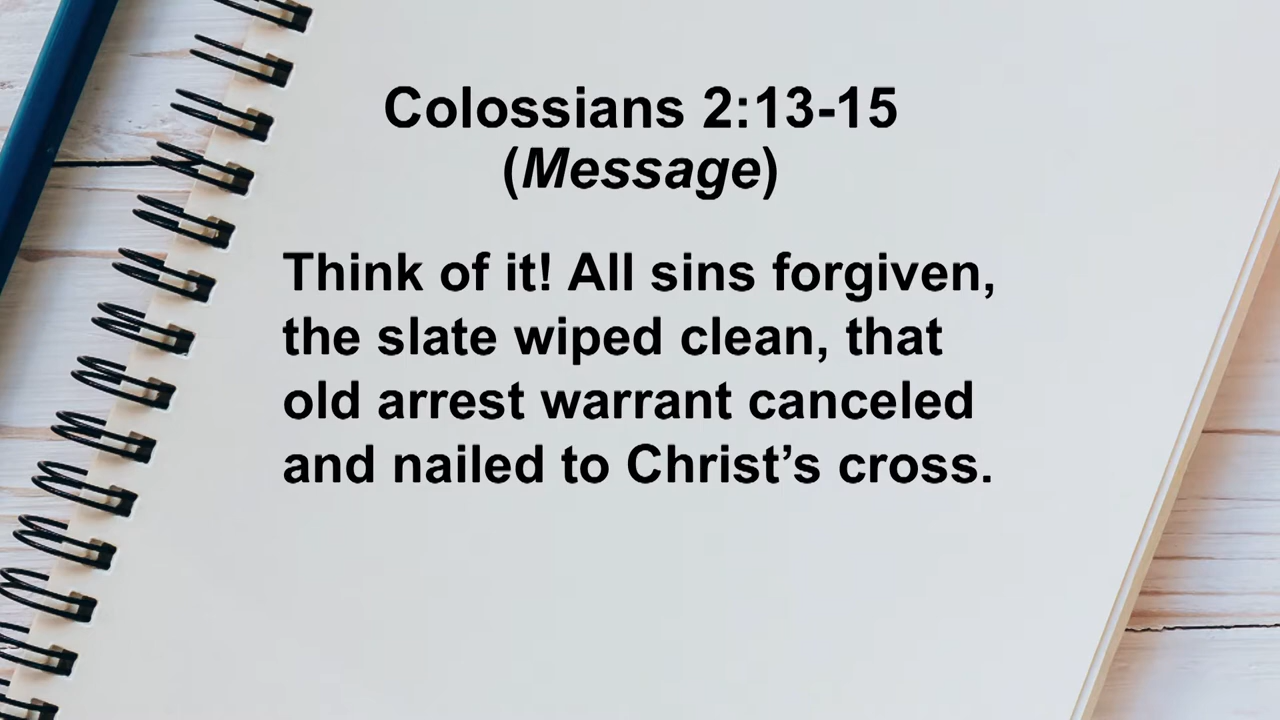 Colossians 2:13-15
(Message)
Think of it! All sins forgiven,
the slate wiped clean, that
old arrest warrant canceled
and nailed to Christ’s cross.